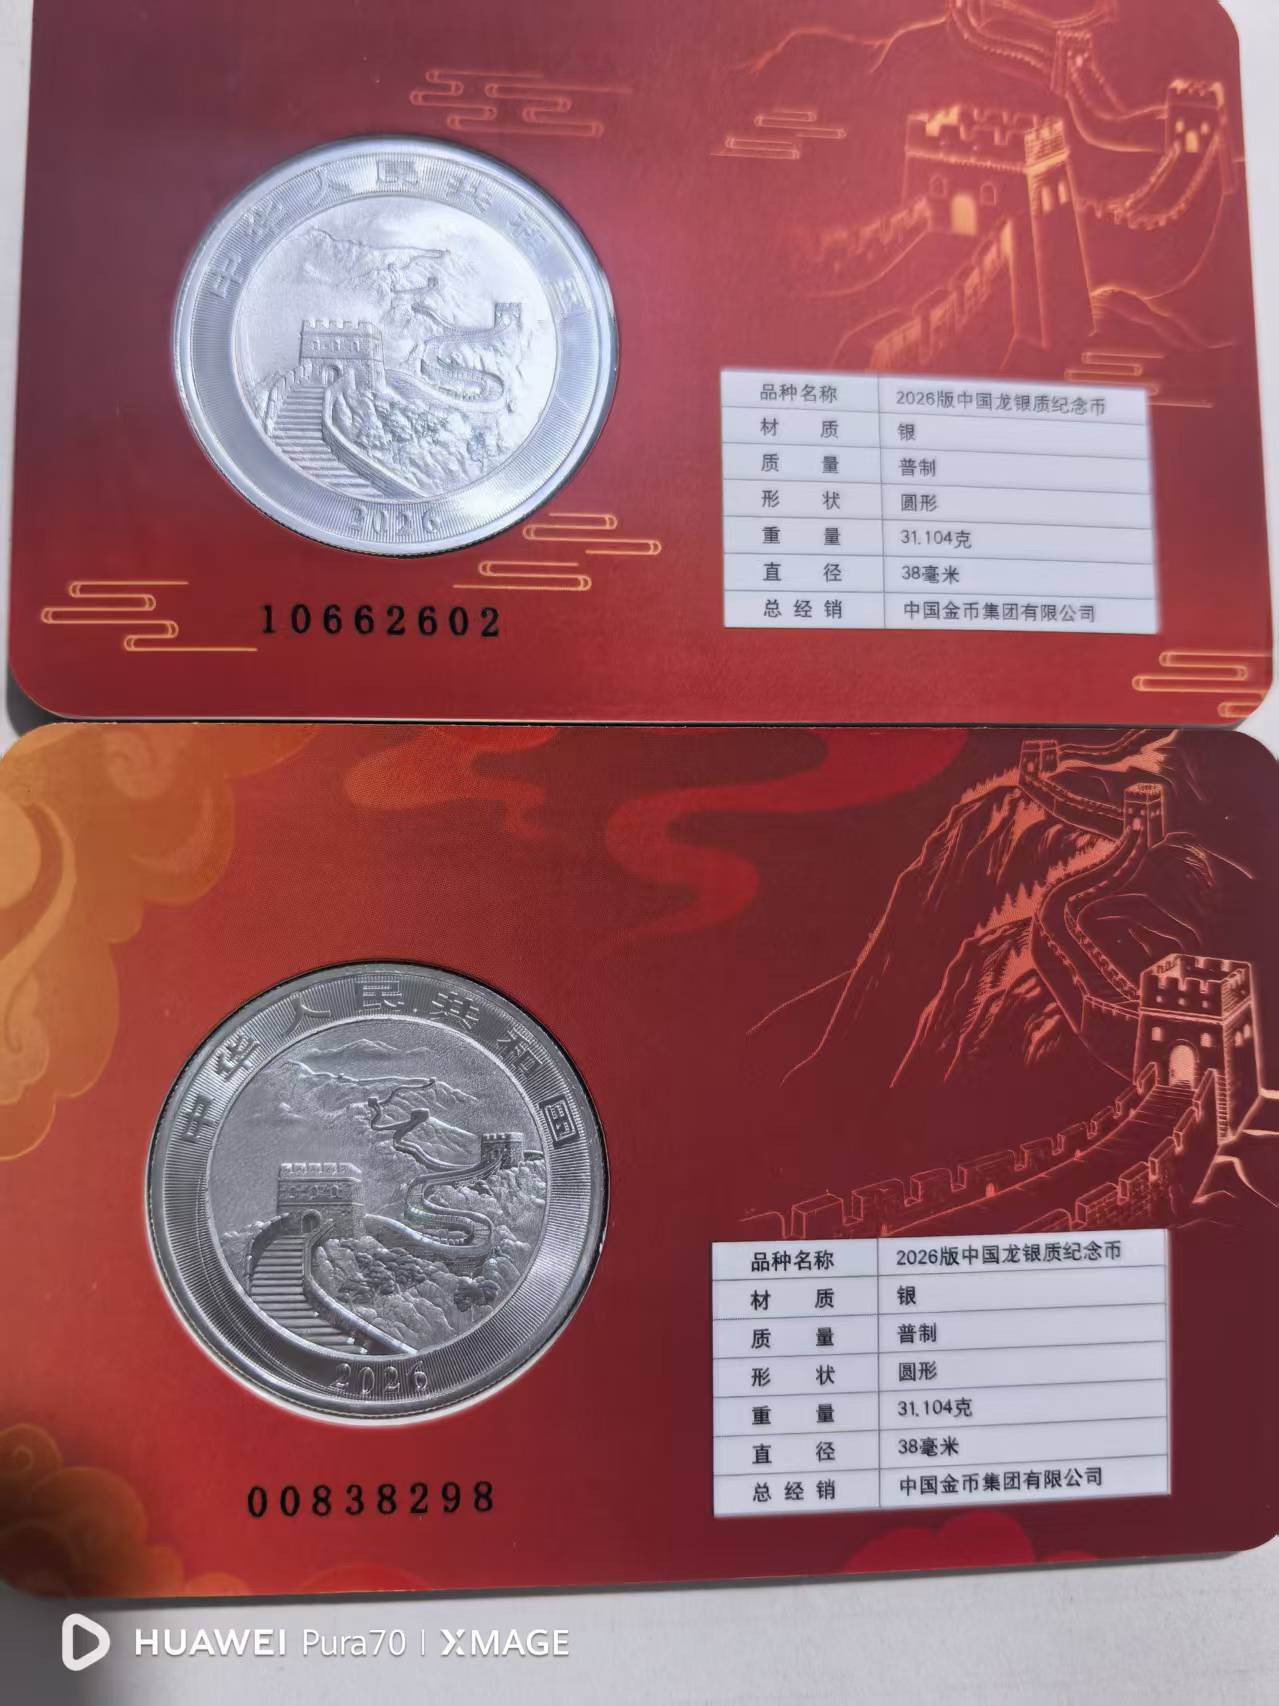 中华人民共和国
2026
10662602
品种名称 2026版中国龙银质纪念币
材 质 银
质 量 普制
形 状 圆形
重 量 31.104克
直 径 38毫米
总经销 中国金币集团有限公司
中华人民共和国
2026
00838298
品种名称 2026版中国龙银质纪念币
材 质 银
质 量 普制
形 状 圆形
重 量 31.104克
直 径 38毫米
总经销 中国金币集团有限公司
HUAWEI Pura70 | XMAGE